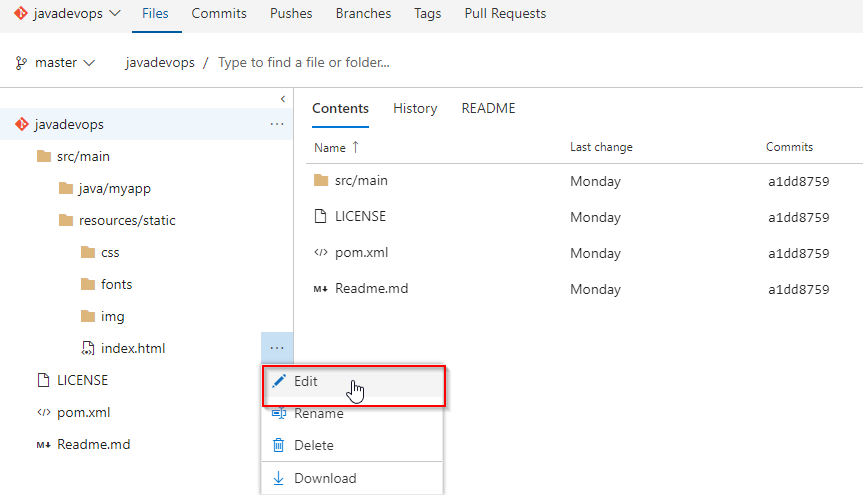 javadevops Files Commits Pushes Branches Tags Pull Requests
master javadevops / Type to find a file or folder...
javadevops
src/main
java/myapp
resources/static
css
fonts
img
index.html
LICENSE
pom.xml
Readme.md
Edit
Rename
Delete
Download
Contents History README
Name Last change Commits
src/main Monday a1dd8759
LICENSE Monday a1dd8759
pom.xml Monday a1dd8759
Readme.md Monday a1dd8759